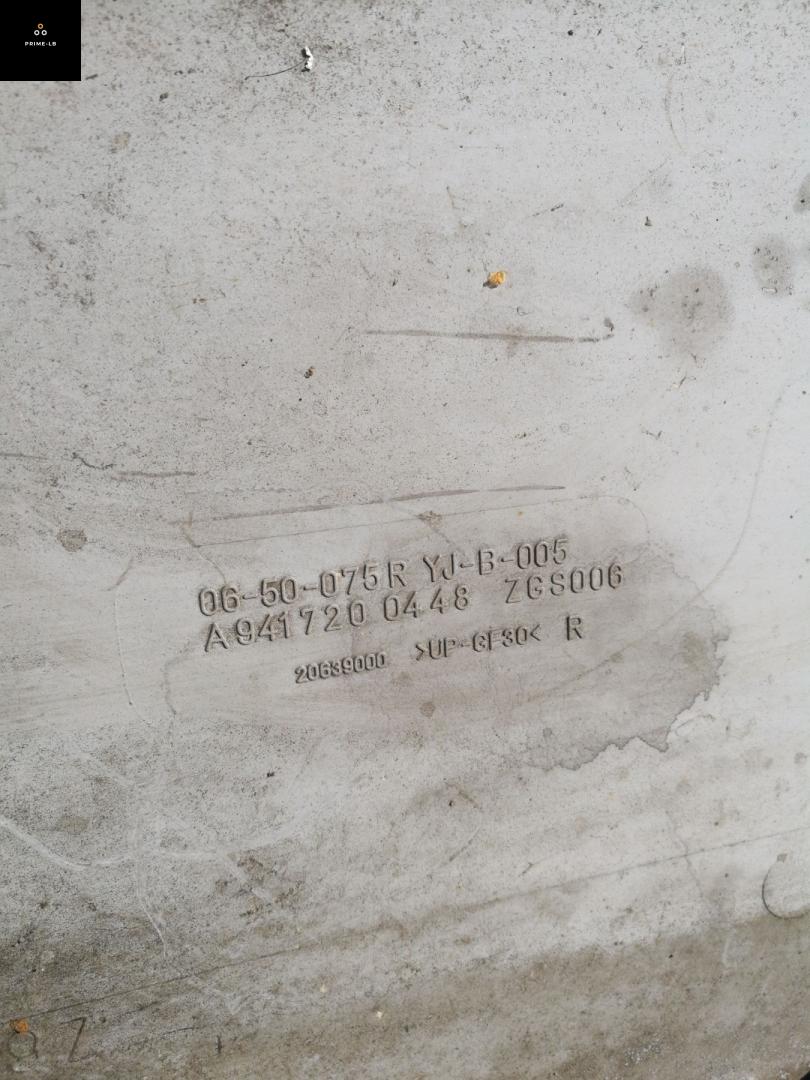 PRIME-LB
06-50-075R YJ-B-005
A941720 0448 ZGS006
20639000 >UP-GF30< R